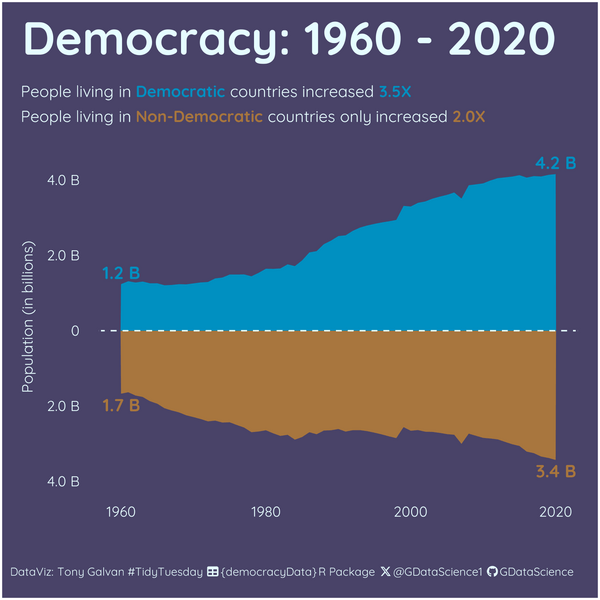 Democracy: 1960 - 2020
People living in Democratic countries increased 3.5X
People living in Non-Democratic countries only increased 2.0X
4.2 B
4.0 B
2.0 B
1.2 B
0
Population (in billions)
2.0 B
1.7 B
4.0 B
3.4 B
1960
1980
2000
2020
DataViz: Tony Galvan #TidyTuesday {democracyData} R Package @GDataScience1 GDataScience